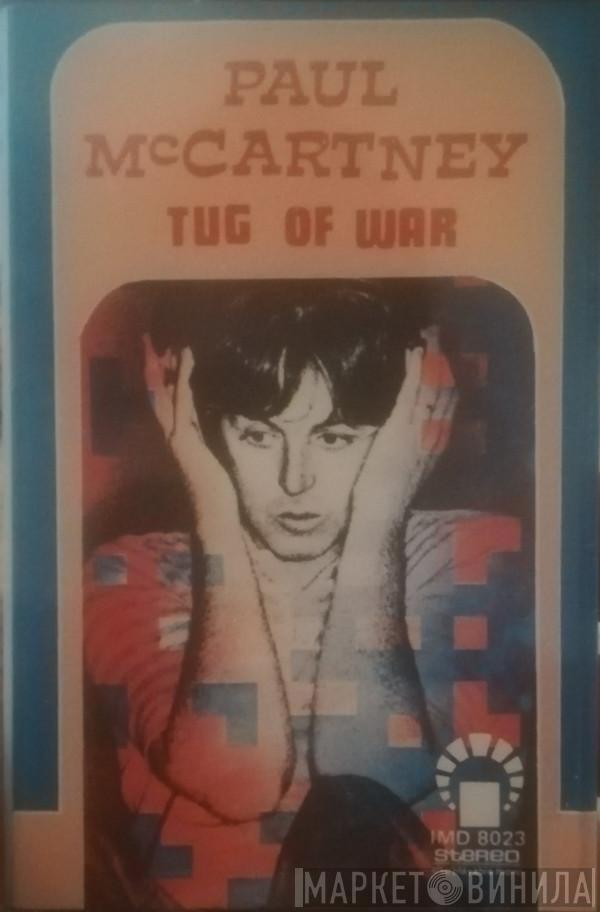 PAUL
McCARTNEY
TUG OF WAR
IMD 8023
STEREO
МАРКЕТ ВИНИЛА